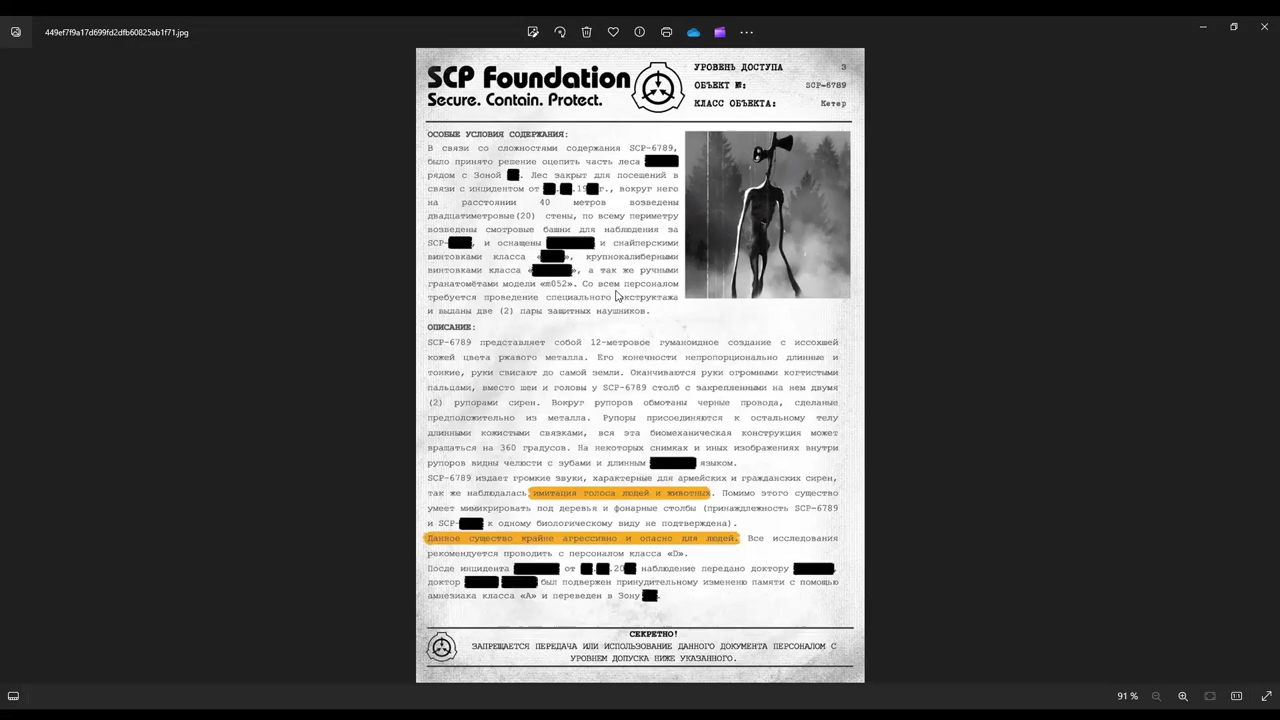 449ef7f9a17d699fd2dfb60825ab1f71.jpg
SCP Foundation
Secure. Contain. Protect.
УРОВЕНЬ ДОСТУПА 3
ОБЪЕКТ №: SCP-6789
КЛАСС ОБЪЕКТА: Кетер
ОСОБЫЕ УСЛОВИЯ СОДЕРЖАНИЯ:
В связи со сложностями содержания SCP-6789,
было принято решение оцепить часть леса
рядом с Зоной . Лес закрыт для посещений в
связи с инцидентом от . .19 г., вокруг него
на расстоянии 40 метров возведены
двадцатиметровые(20) стены, по всему периметру
возведены смотровые башни для наблюдения за
SCP- , и оснащены и снайперскими
винтовками класса « », крупнокалиберными
винтовками класса « », а так же ручными
гранатомётами модели «m052». Со всем персоналом
требуется проведение специального экструктажа
и выданы две (2) пары защитных наушников.
ОПИСАНИЕ:
SCP-6789 представляет собой 12-метровое гуманоидное создание с иссохшей
кожей цвета ржавого металла. Его конечности непропорционально длинные и
тонкие, руки свисают до самой земли. Оканчиваются руки огромными когтистыми
пальцами, вместо шеи и головы у SCP-6789 столб с закрепленными на нем двумя
(2) рупорами сирен. Вокруг рупоров обмотаны черные провода, сделаные
предположительно из металла. Рупоры присоединяются к остальному телу
длинными кожистыми связками, вся эта биомеханическая конструкция может
вращаться на 360 градусов. На некоторых снимках и иных изображениях внутри
рупоров видны челюсти с зубами и длинным языком.
SCP-6789 издает громкие звуки, характерные для армейских и гражданских сирен,
так же наблюдалась имитация голоса людей и животных. Помимо этого существо
умеет мимикрировать под деревья и фонарные столбы (принадлежность SCP-6789
и SCP- к одному биологическому виду не подтверждена).
Данное существо крайне агрессивно и опасно для людей. Все исследования
рекомендуется проводить с персоналом класса «D».
После инцидента от . .20 наблюдение передано доктору ,
доктор был подвержен принудительному изменению памяти с помощью
амнезиака класса «А» и переведен в Зону .
СЕКРЕТНО!
ЗАПРЕЩАЕТСЯ ПЕРЕДАЧА ИЛИ ИСПОЛЬЗОВАНИЕ ДАННОГО ДОКУМЕНТА ПЕРСОНАЛОМ С
УРОВНЕМ ДОПУСКА НИЖЕ УКАЗАННОГО.
91 %